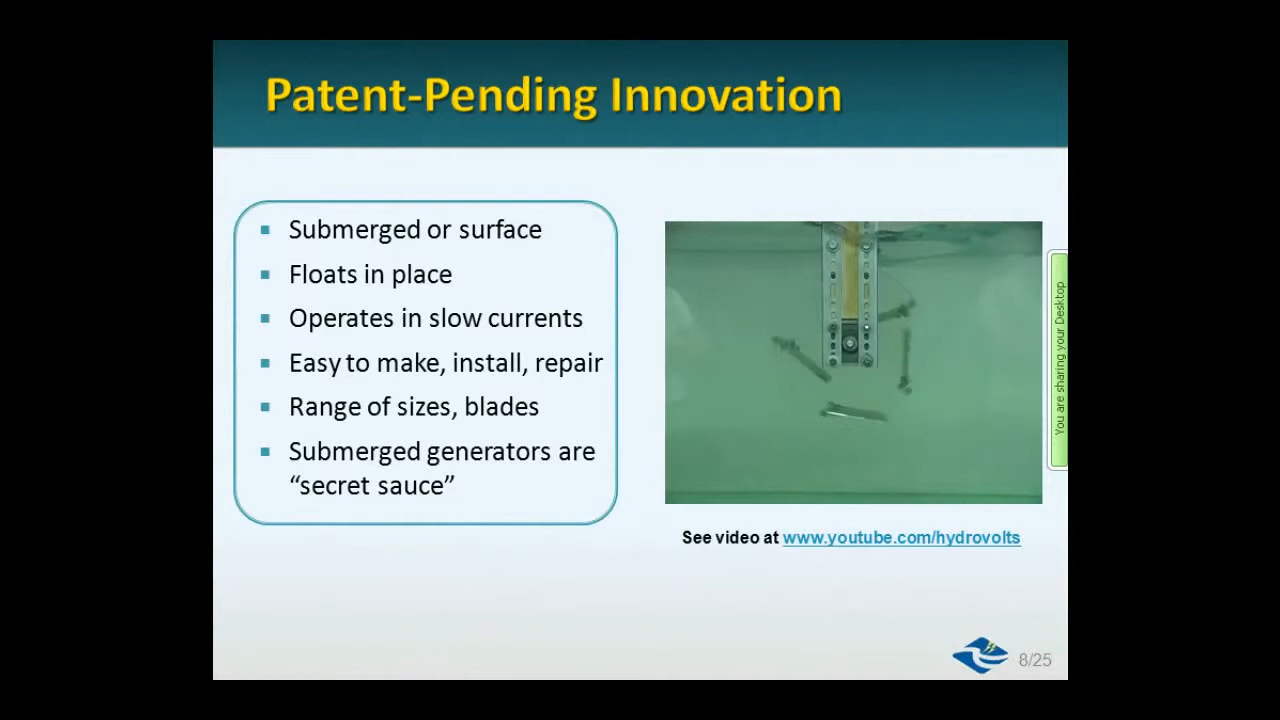 Patent-Pending Innovation
Submerged or surface
Floats in place
Operates in slow currents
Easy to make, install, repair
Range of sizes, blades
Submerged generators are
“secret sauce”
You are sharing your Desktop
See video at www.youtube.com/hydrovolts
8/25